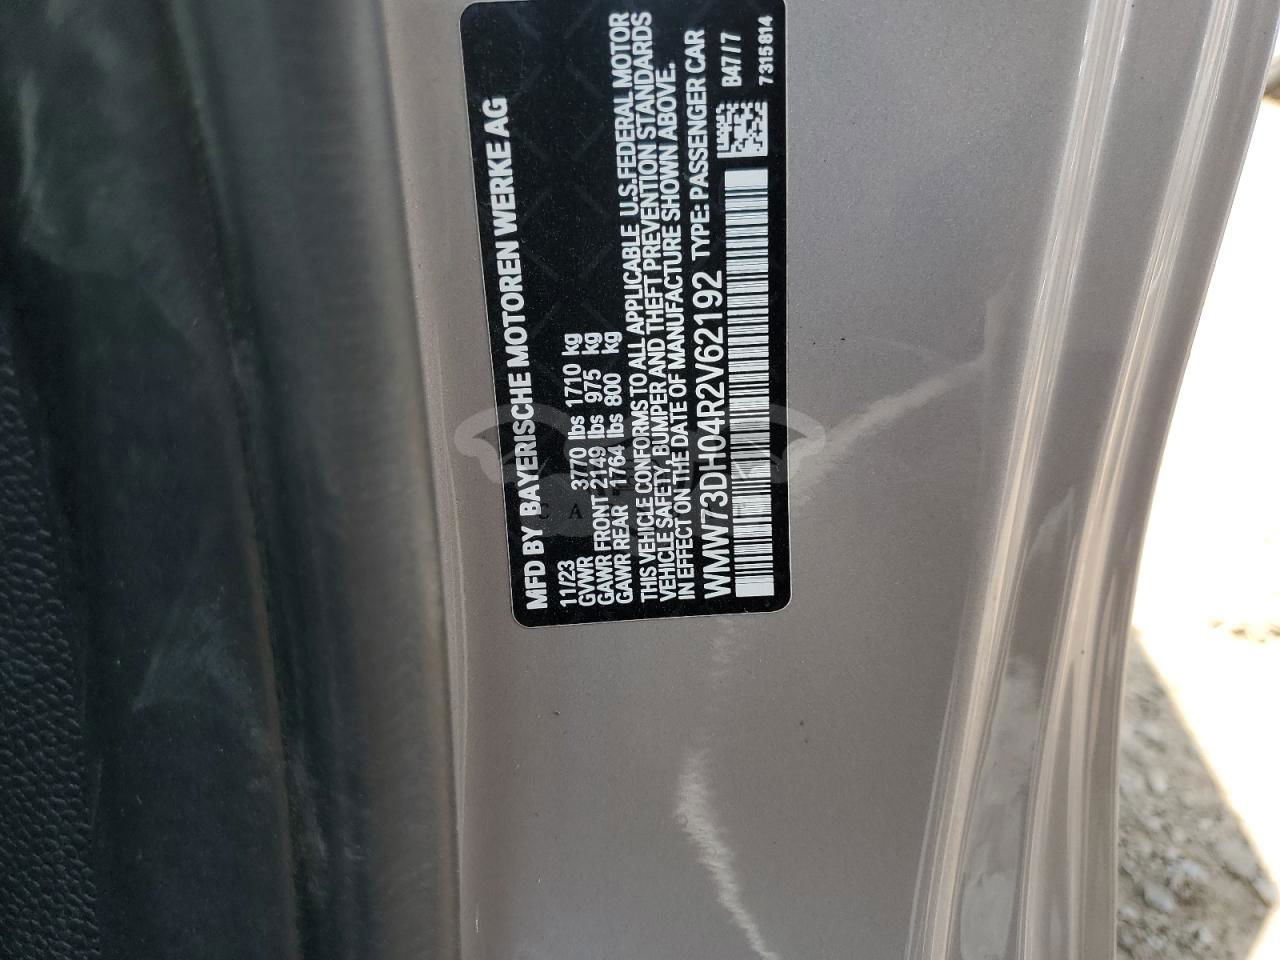 MFD BY BAYERISCHE MOTOREN WERKE AG
11/23
GVWR 3770 lbs 1710 kg
GAWR FRONT 2149 lbs 975 kg
GAWR REAR 1764 lbs 800 kg
THIS VEHICLE CONFORMS TO ALL APPLICABLE U.S.FEDERAL MOTOR
VEHICLE SAFETY, BUMPER AND THEFT PREVENTION STANDARDS
IN EFFECT ON THE DATE OF MANUFACTURE SHOWN ABOVE.
WMW73DH04R2V62192 TYPE: PASSENGER CAR
B47/7
7315814